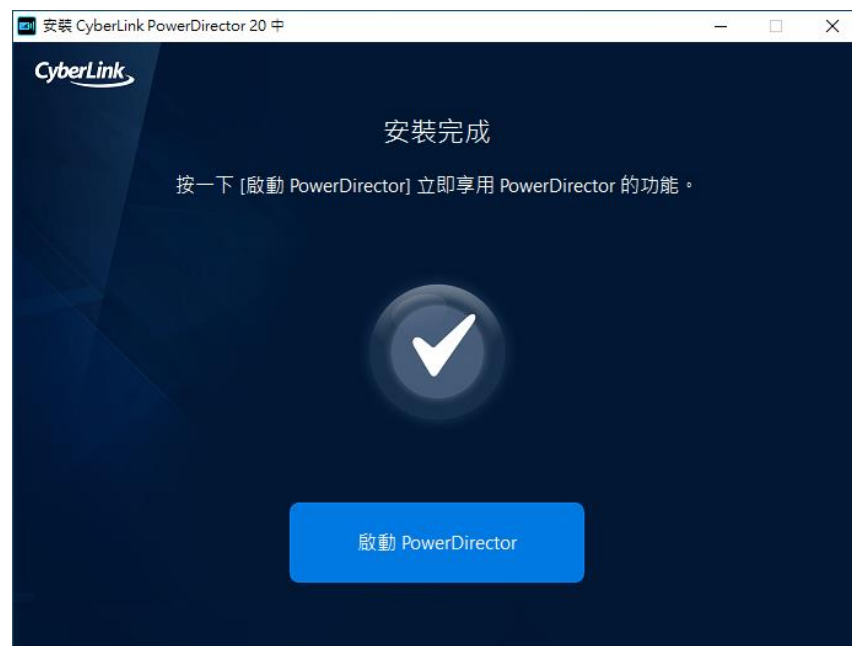 安裝 CyberLink PowerDirector 20 中
CyberLink
安裝完成
按一下 [啟動 PowerDirector] 立即享用 PowerDirector 的功能。
啟動 PowerDirector